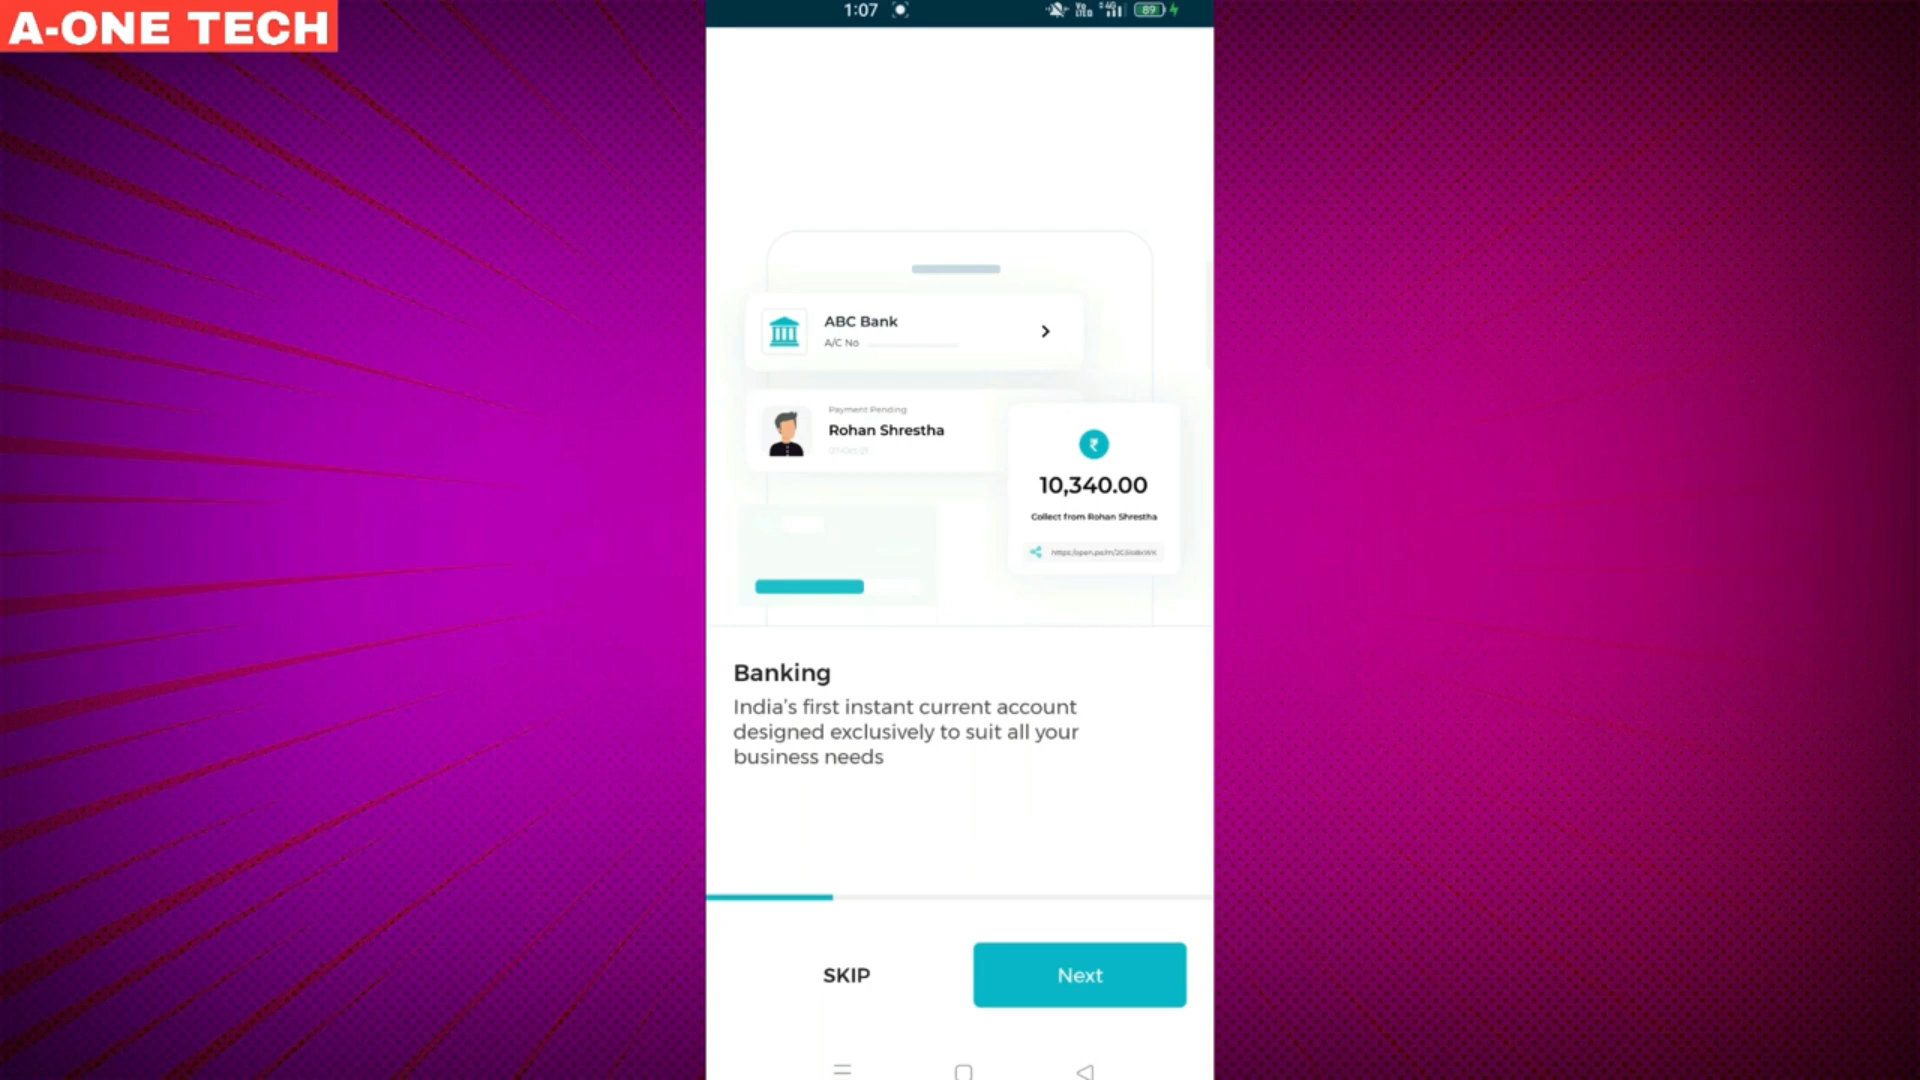 A-ONE TECH
1:07
89
ABC Bank
A/C No
Payment Pending
Rohan Shrestha
₹
10,340.00
Collect from Rohan Shrestha
Banking
India's first instant current account
designed exclusively to suit all your
business needs
SKIP
Next